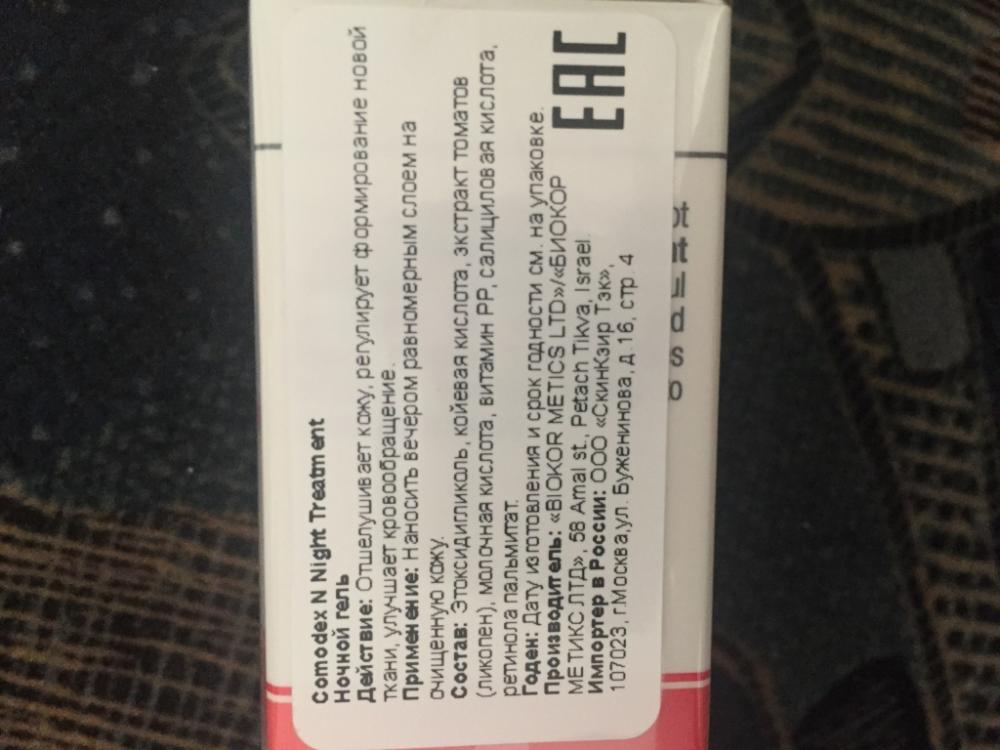 Comodex N Night Treatment
Ночной гель
Действие: Отшелушивает кожу, регулирует формирование новой
ткани, улучшает кровообращение.
Применение: Наносить вечером равномерным слоем на
очищенную кожу.
Состав: Этоксидигликоль, койевая кислота, экстракт томатов
(ликопен), молочная кислота, витамин РР, салициловая кислота,
ретинола пальмитат.
Годен: Дату изготовления и срок годности см. на упаковке.
Производитель: «BIOKOR METICS LTD»/«БИОКОР
МЕТИКС ЛТД», 58 Amal st., Petach Tikva, Israel.
Импортер в России: ООО «СкинКэир Тэк»,
107023, г.Москва,ул. Буженинова, д.16, стр. 4
EAC